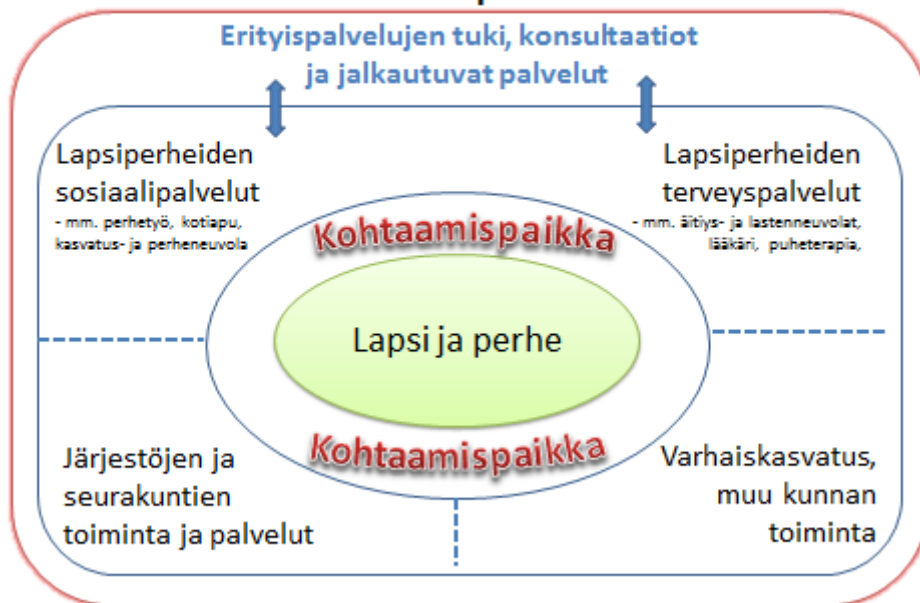 Erityispalvelujen tuki, konsultaatiot
ja jalkautuvat palvelut
Lapsiperheiden
sosiaalipalvelut
- mm. perhetyö, kotiapu,
kasvatus- ja perheneuvola
Lapsiperheiden
terveyspalvelut
- mm. äitiys- ja lastenneuvolat,
lääkäri, puheterapia,
Kohtaamispaikka
Lapsi ja perhe
Kohtaamispaikka
Järjestöjen ja
seurakuntien
toiminta ja palvelut
Varhaiskasvatus,
muu kunnan
toiminta